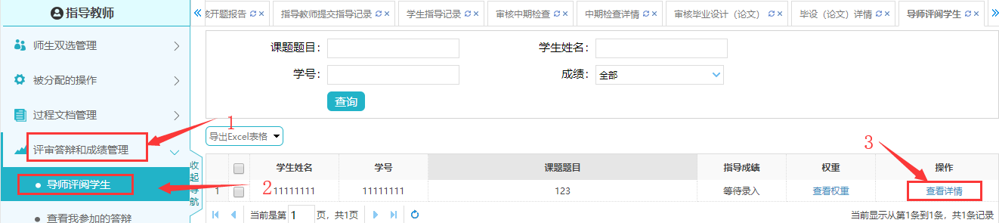 指导教师
师生双选管理
被分配的操作
过程文档管理
1
评审答辩和成绩管理
导师评阅学生
2
查看我参加的答辩
收起导航
开题报告 指导教师提交指导记录 学生指导记录 审核中期检查 中期检查详情 审核毕业设计（论文） 毕设（论文）详情 导师评阅学生
课题题目： 学生姓名：
学号： 成绩： 全部
查询
导出Excel表格
3
学生姓名 学号 课题题目 指导成绩 权重 操作
1 11111111 11111111 123 等待录入 查看权重 查看详情
当前是第 1 页，共1页 当前显示从第1条到1条，共1条记录